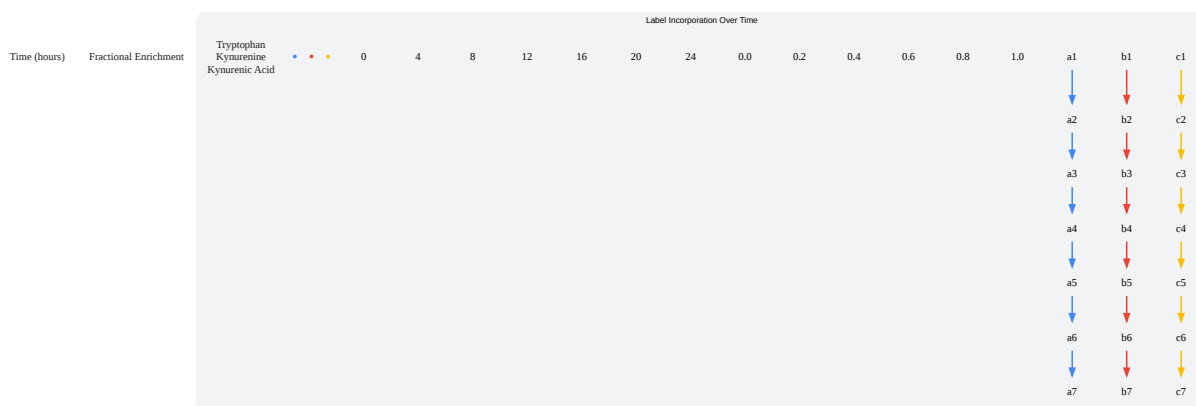 Label Incorporation Over Time
Tryptophan
Time (hours) Fractional Enrichment Kynurenine 0 4 8 12 16 20 24 0.0 0.2 0.4 0.6 0.8 1.0 a1 b1 c1
Kynurenic Acid
a2 b2 c2
a3 b3 c3
a4 b4 c4
a5 b5 c5
a6 b6 c6
a7 b7 c7